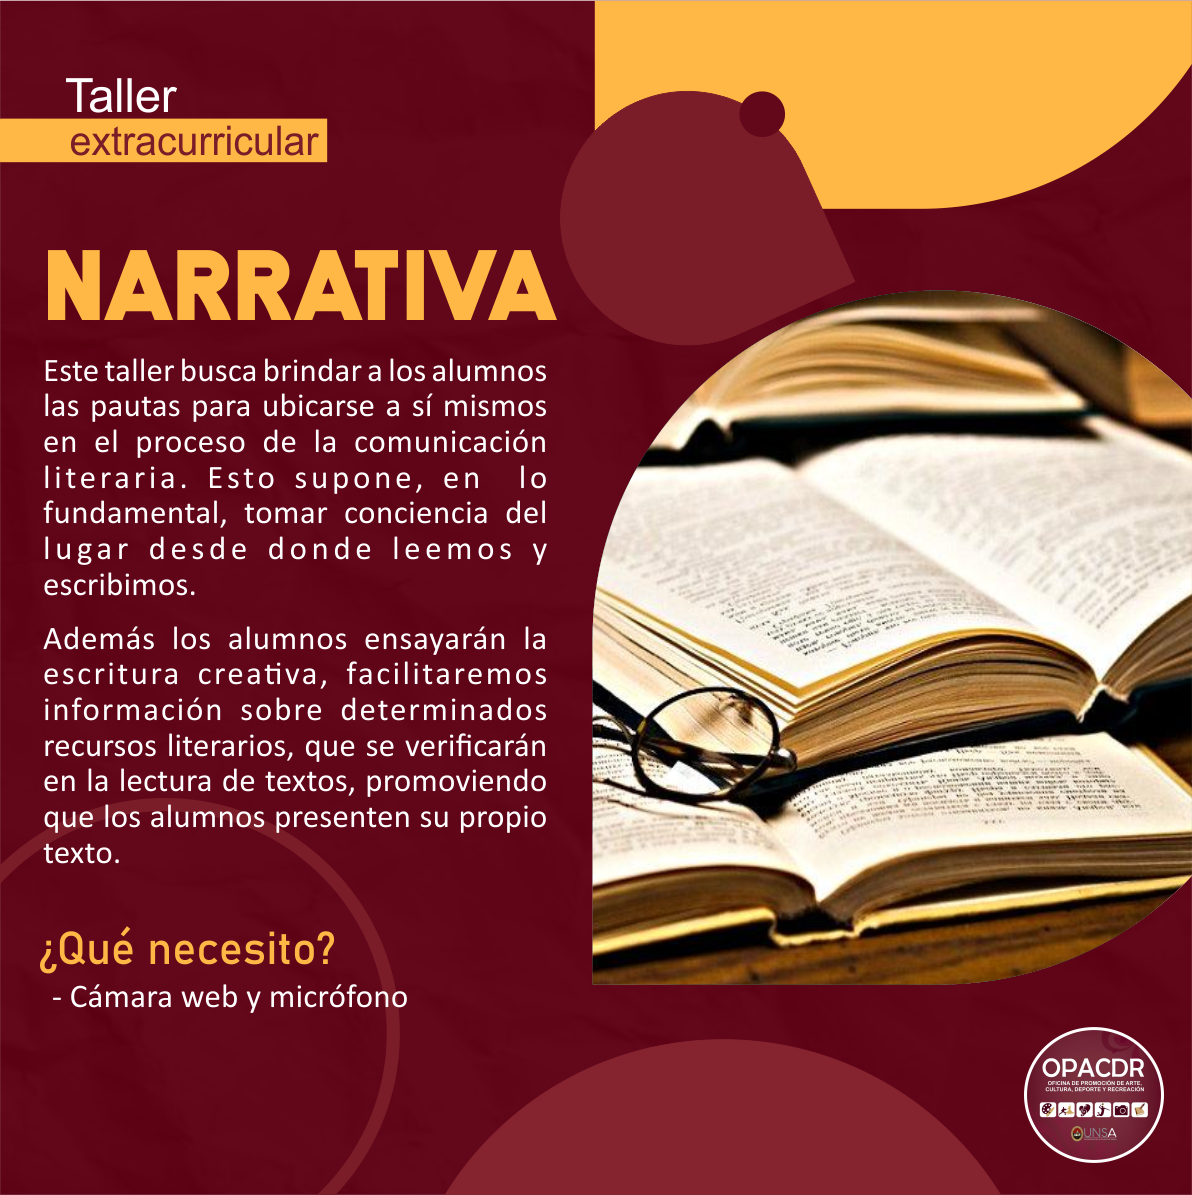 Taller
extracurricular
NARRATIVA
Este taller busca brindar a los alumnos
las pautas para ubicarse a sí mismos
en el proceso de la comunicación
literaria. Esto supone, en lo
fundamental, tomar conciencia del
lugar desde donde leemos y
escribimos.
Además los alumnos ensayarán la
escritura creativa, facilitaremos
información sobre determinados
recursos literarios, que se verificarán
en la lectura de textos, promoviendo
que los alumnos presenten su propio
texto.
¿Qué necesito?
- Cámara web y micrófono
OPACDR
OFICINA DE PROMOCIÓN DE ARTE,
CULTURA, DEPORTE Y RECREACIÓN
UNSA